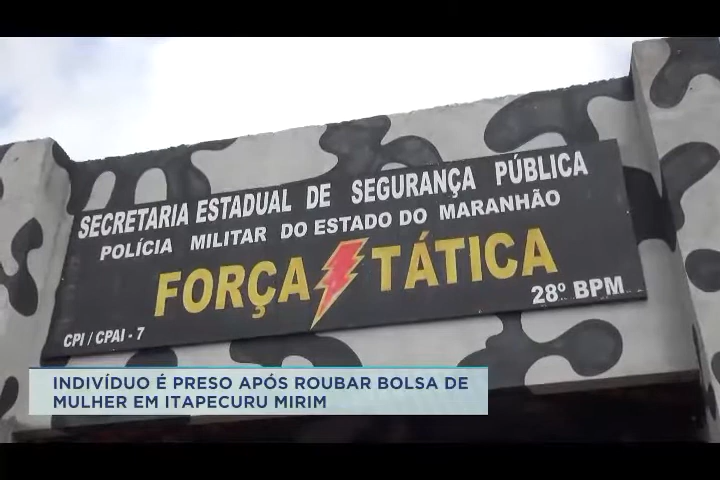 SECRETARIA ESTADUAL DE SEGURANÇA PÚBLICA
POLÍCIA MILITAR DO ESTADO DO MARANHÃO
FORÇA TÁTICA
CPI / CPAI - 7
28º BPM
INDIVÍDUO É PRESO APÓS ROUBAR BOLSA DE
MULHER EM ITAPECURU MIRIM